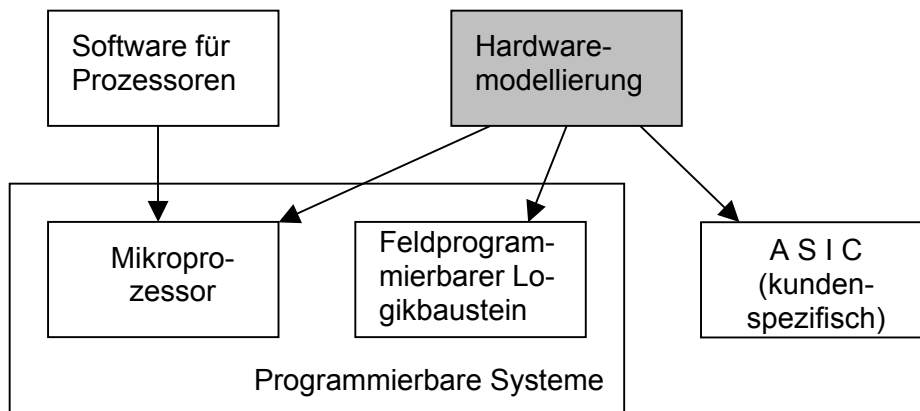 Software für
Prozessoren
Hardware-
modellierung
Mikropro-
zessor
Feldprogram-
mierbarer Lo-
gikbaustein
A S I C
(kunden-
spezifisch)
Programmierbare Systeme